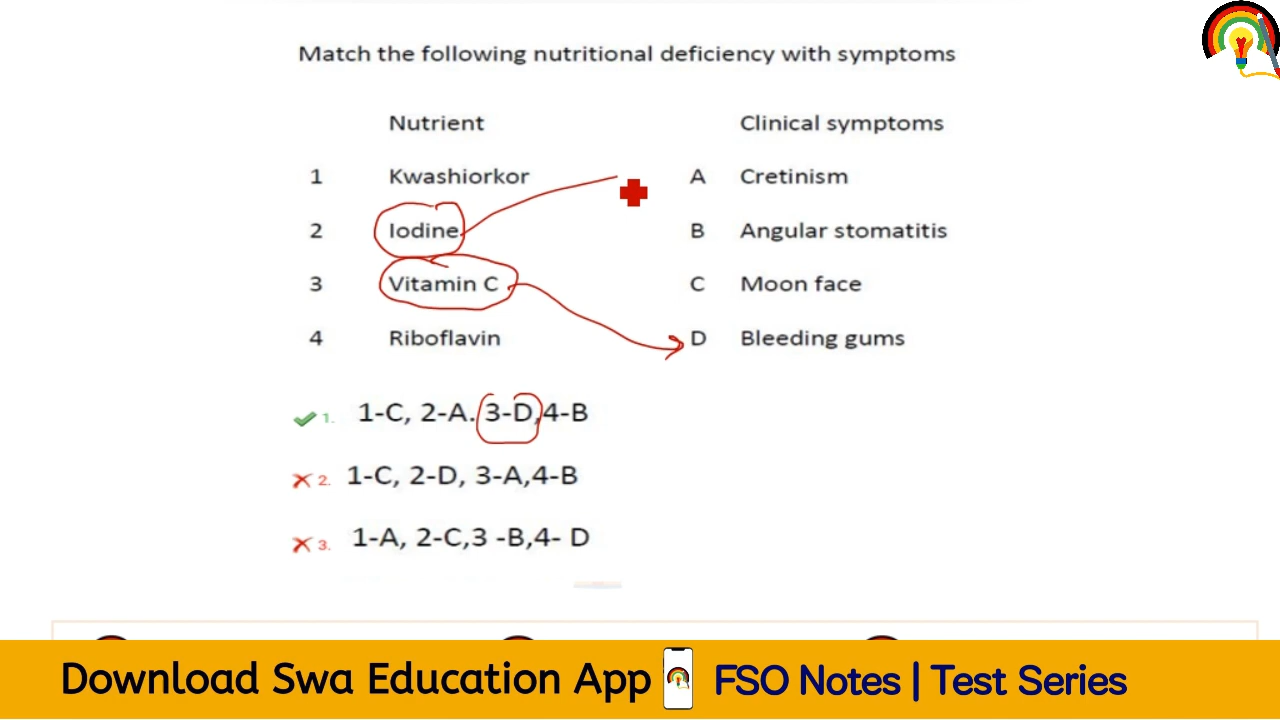 Match the following nutritional deficiency with symptoms
Nutrient Clinical symptoms
1 Kwashiorkor A Cretinism
2 Iodine B Angular stomatitis
3 Vitamin C C Moon face
4 Riboflavin D Bleeding gums
1. 1-C, 2-A. 3-D,4-B
2. 1-C, 2-D, 3-A,4-B
3. 1-A, 2-C,3 -B,4- D
Download Swa Education App FSO Notes | Test Series